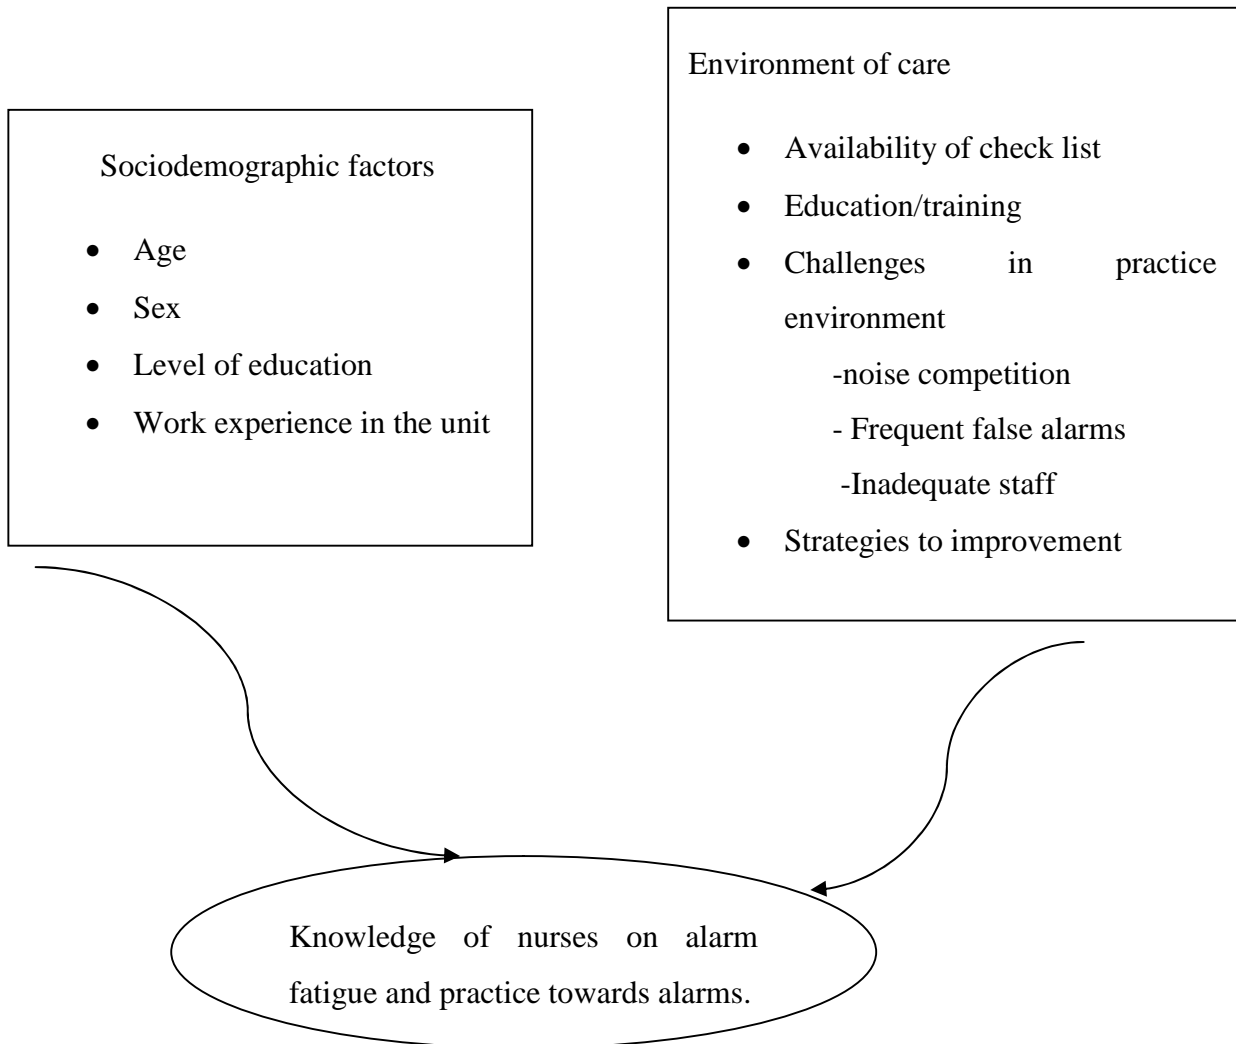 Sociodemographic factors
• Age
• Sex
• Level of education
• Work experience in the unit
Environment of care
• Availability of check list
• Education/training
• Challenges in practice
environment
-noise competition
- Frequent false alarms
-Inadequate staff
• Strategies to improvement
Knowledge of nurses on alarm
fatigue and practice towards alarms.